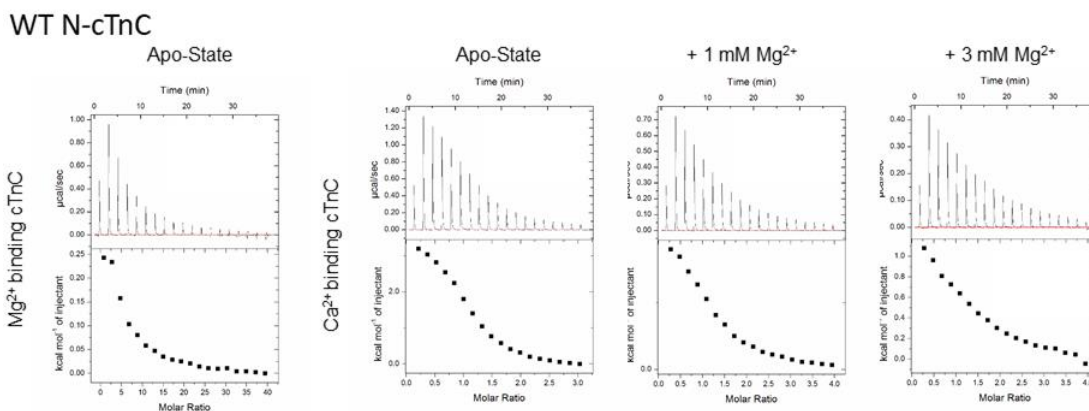 WT N-cTnC
Apo-State
Apo-State
+ 1 mM Mg²⁺
+ 3 mM Mg²⁺
Mg²⁺ binding cTnC
Time (min)
0 10 20 30
µcal/sec
1.00
0.80
0.60
0.40
0.20
0.00
kcal mol⁻¹ of injectant
0.25
0.20
0.15
0.10
0.05
0.00
0 5 10 15 20 25 30 35 40
Molar Ratio
Ca²⁺ binding cTnC
Time (min)
0 10 20 30
µcal/sec
1.40
1.20
1.00
0.80
0.60
0.40
0.20
0.00
kcal mol⁻¹ of injectant
2.0
0.0
0.0 0.5 1.0 1.5 2.0 2.5 3.0
Molar Ratio
Time (min)
0 10 20 30
µcal/sec
0.70
0.60
0.50
0.40
0.30
0.20
0.10
0.00
of injectant
0.0
0.0 0.5 1.0 1.5 2.0 2.5 3.0 3.5 4.0
Molar Ratio
Time (min)
0 10 20 30
µcal/sec
0.40
0.30
0.20
0.10
0.00
of injectant
1.0
0.8
0.6
0.4
0.2
0.0
0.0 0.5 1.0 1.5 2.0 2.5 3.0 3.5 4.0
Molar Ratio